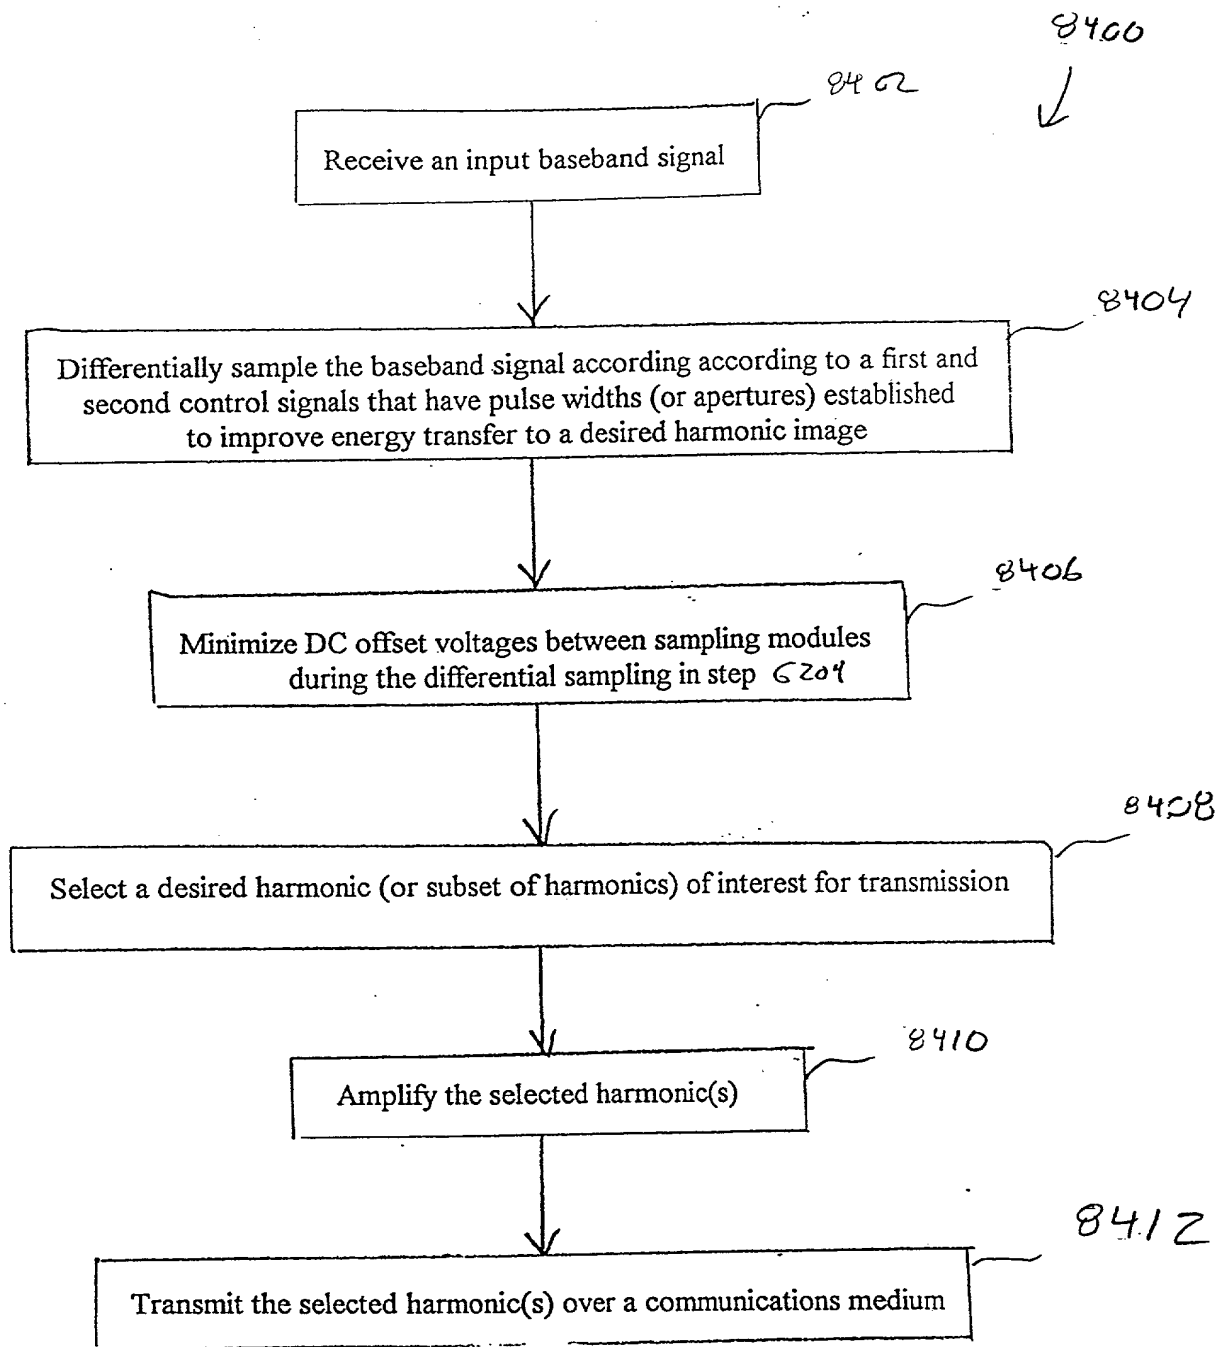 8400
8402
Receive an input baseband signal
8404
Differentially sample the baseband signal according according to a first and
second control signals that have pulse widths (or apertures) established
to improve energy transfer to a desired harmonic image
8406
Minimize DC offset voltages between sampling modules
during the differential sampling in step 6204
8408
Select a desired harmonic (or subset of harmonics) of interest for transmission
8410
Amplify the selected harmonic(s)
8412
Transmit the selected harmonic(s) over a communications medium